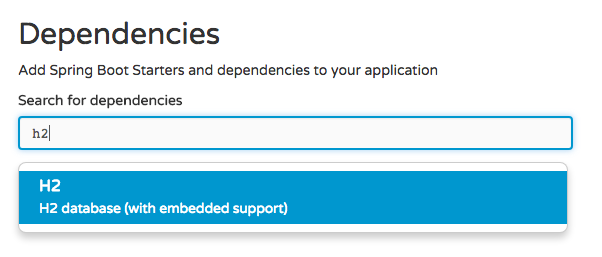 Dependencies
Add Spring Boot Starters and dependencies to your application
Search for dependencies
h2
H2
H2 database (with embedded support)